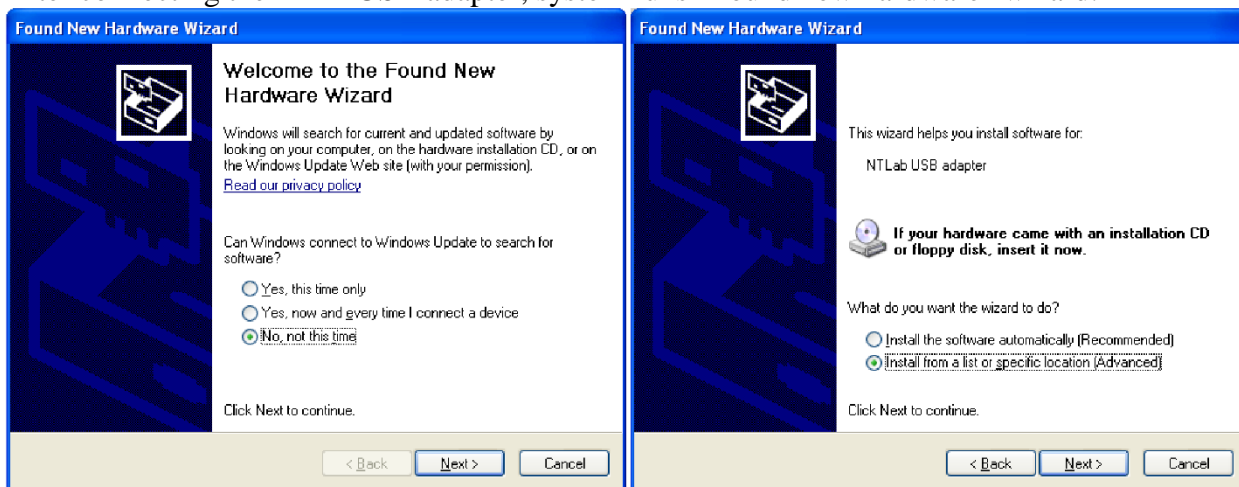 Found New Hardware Wizard
Welcome to the Found New
Hardware Wizard
Windows will search for current and updated software by
looking on your computer, on the hardware installation CD, or on
the Windows Update Web site (with your permission).
Read our privacy policy
Can Windows connect to Windows Update to search for
software?
Yes, this time only
Yes, now and every time I connect a device
No, not this time
Click Next to continue.
< Back
Next >
Cancel
Found New Hardware Wizard
This wizard helps you install software for:
NTLab USB adapter
If your hardware came with an installation CD
or floppy disk, insert it now.
What do you want the wizard to do?
Install the software automatically (Recommended)
Install from a list or specific location (Advanced)
Click Next to continue.
< Back
Next >
Cancel